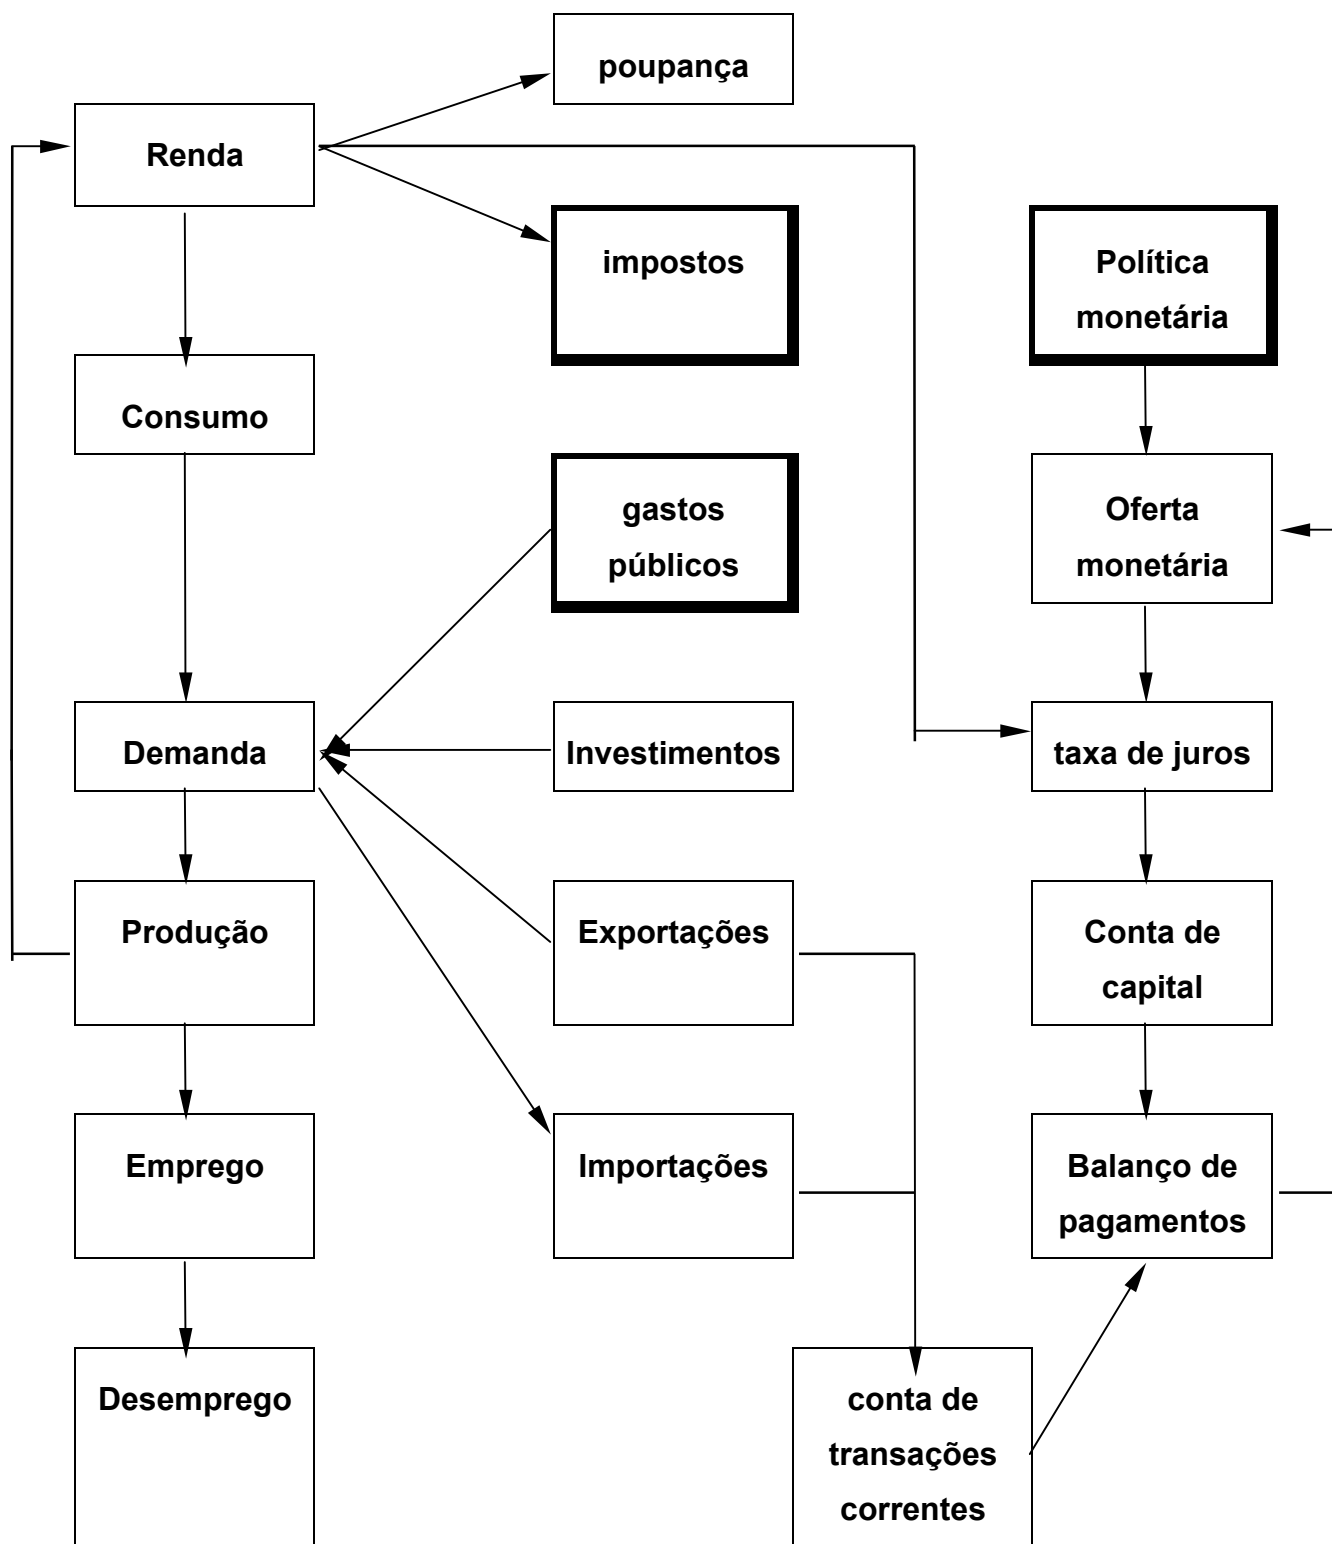 poupança
Renda
impostos
Política
monetária
Consumo
gastos
públicos
Oferta
monetária
Demanda
Investimentos
taxa de juros
Produção
Exportações
Conta de
capital
Emprego
Importações
Balanço de
pagamentos
Desemprego
conta de
transações
correntes